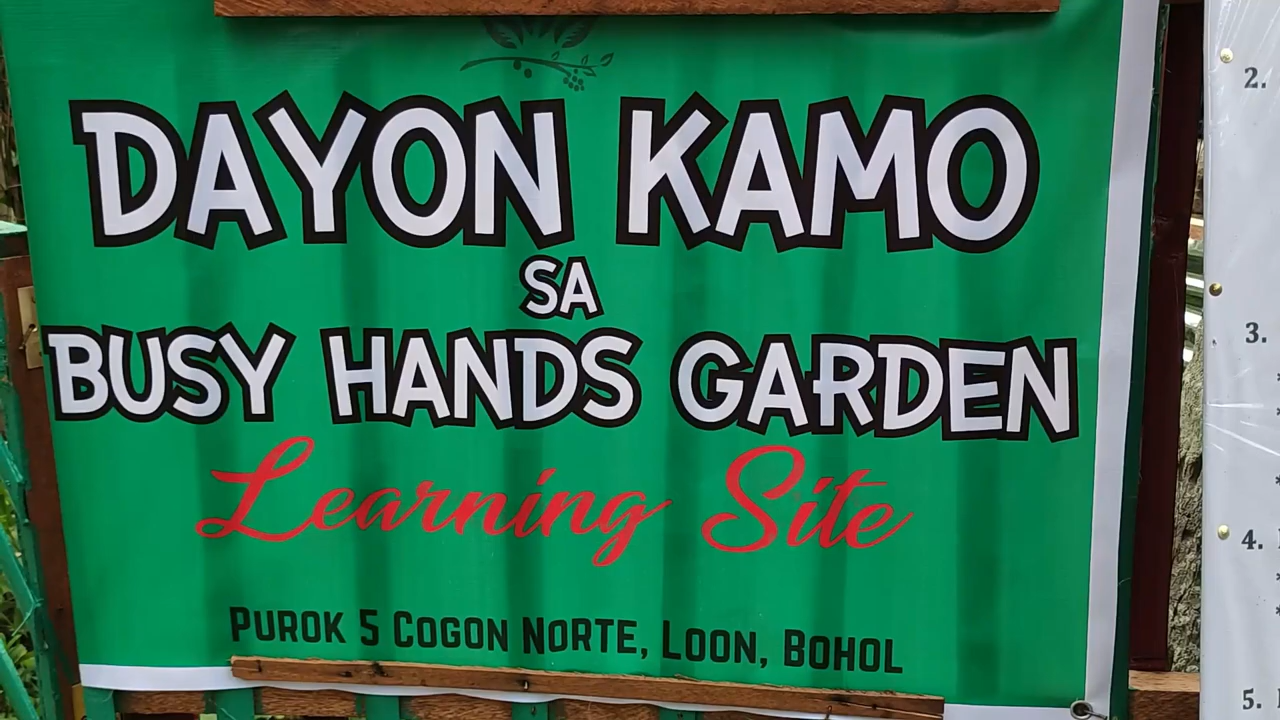 DAYON KAMO
SA
BUSY HANDS GARDEN
Learning Site
PUROK 5 COGON NORTE, LOON, BOHOL
2.
3.
*
*
*
4.
*
*
5.